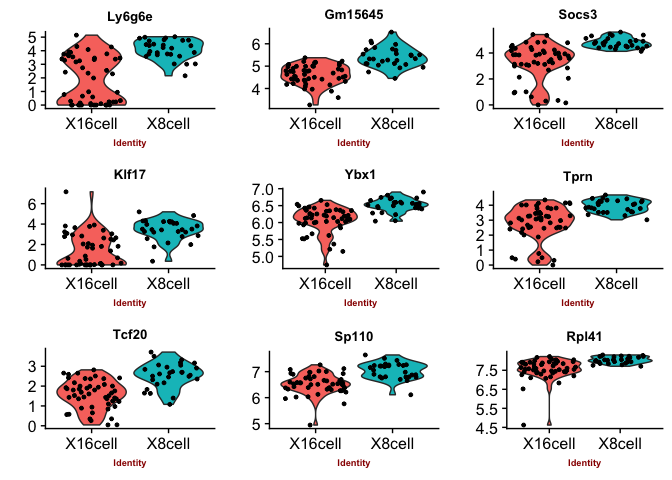 Ly6g6e
5
4
3
2
1
0
X16cell X8cell
Identity
Gm15645
6
5
4
X16cell X8cell
Identity
Socs3
4
2
0
X16cell X8cell
Identity
Klf17
6
4
2
0
X16cell X8cell
Identity
Ybx1
7.0
6.5
6.0
5.5
5.0
X16cell X8cell
Identity
Tprn
4
3
2
1
0
X16cell X8cell
Identity
Tcf20
3
2
1
0
X16cell X8cell
Identity
Sp110
7
6
5
X16cell X8cell
Identity
Rpl41
7.5
6.5
5.5
4.5
X16cell X8cell
Identity